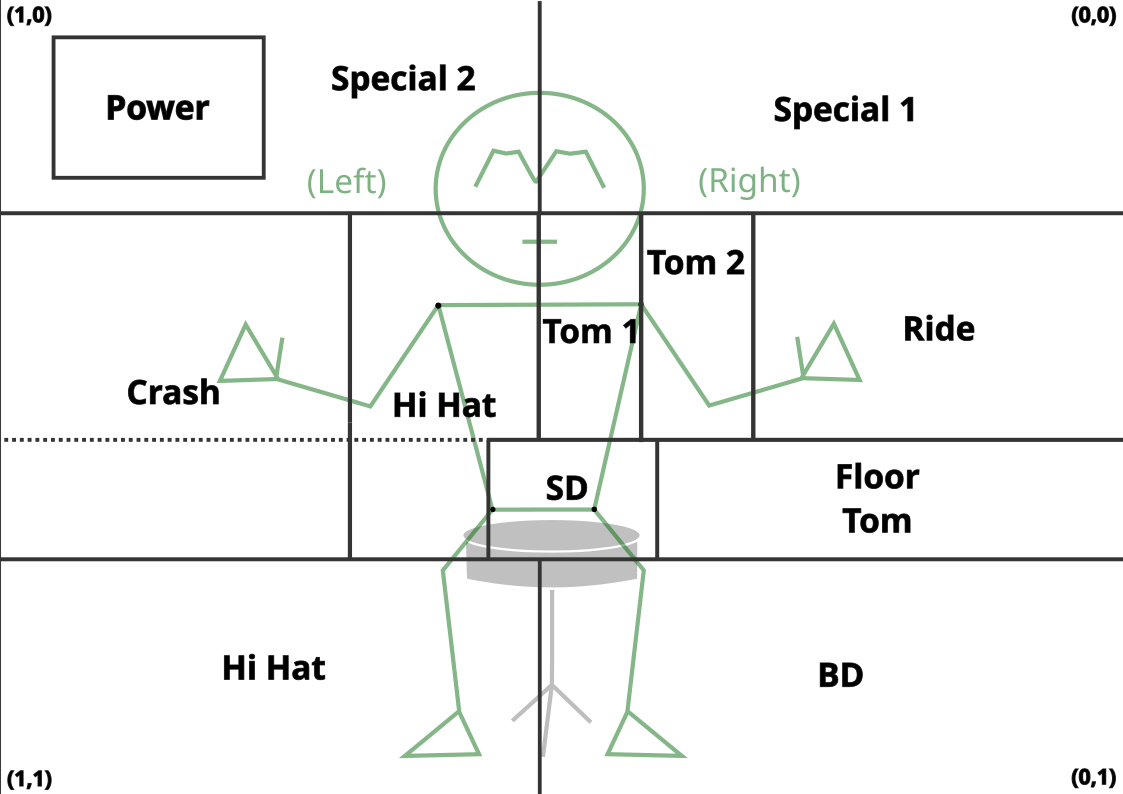 (1,0)
(0,0)
Special 2
Power
Special 1
(Left)
(Right)
Tom 2
Tom 1
Ride
Crash
Hi Hat
SD
Floor
Tom
Hi Hat
BD
(1,1)
(0,1)